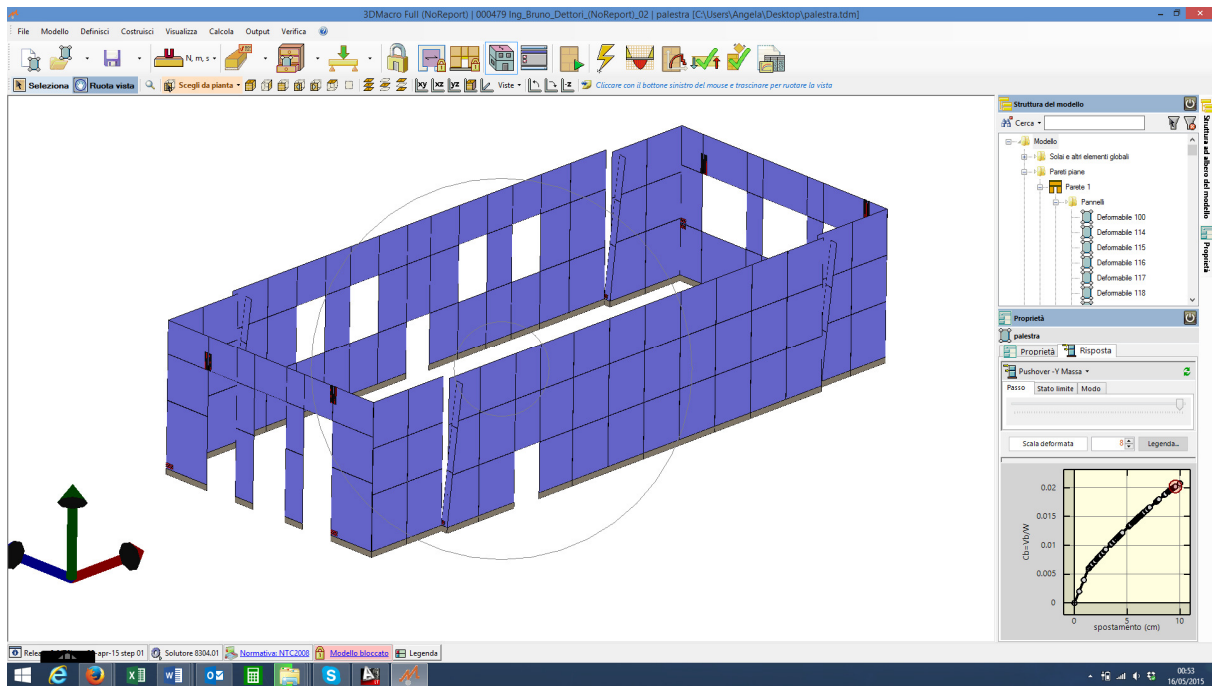 3DMacro Full (NoReport) | 000479 Ing_Bruno_Dettori_(NoReport)_02 | palestra [C:\Users\Angela\Desktop\palestra.tdm]
File Modello Definisci Costruisci Visualizza Calcola Output Verifica
N, m, s
Seleziona Ruota vista Scegli da pianta xy xz yz Viste -z Cliccare con il bottone sinistro del mouse e trascinare per ruotare la vista
Struttura del modello
Cerca
Modello
Solai e altri elementi globali
Pareti piane
Parete 1
Pannelli
Deformabile 100
Deformabile 114
Deformabile 115
Deformabile 116
Deformabile 117
Deformabile 118
Struttura ad albero del modello
Proprietà
Proprietà
palestra
Proprietà Risposta
Pushover -Y Massa
Passo Stato limite Modo
Scala deformata 8 Legenda...
Cb=Vb/W
0.02
0.015
0.01
0.005
0
0 5 10
spostamento (cm)
-apr-15 step 01 Solutore 8304.01 Normativa: NTC2008 Modello bloccato Legenda
00:53
16/05/2015